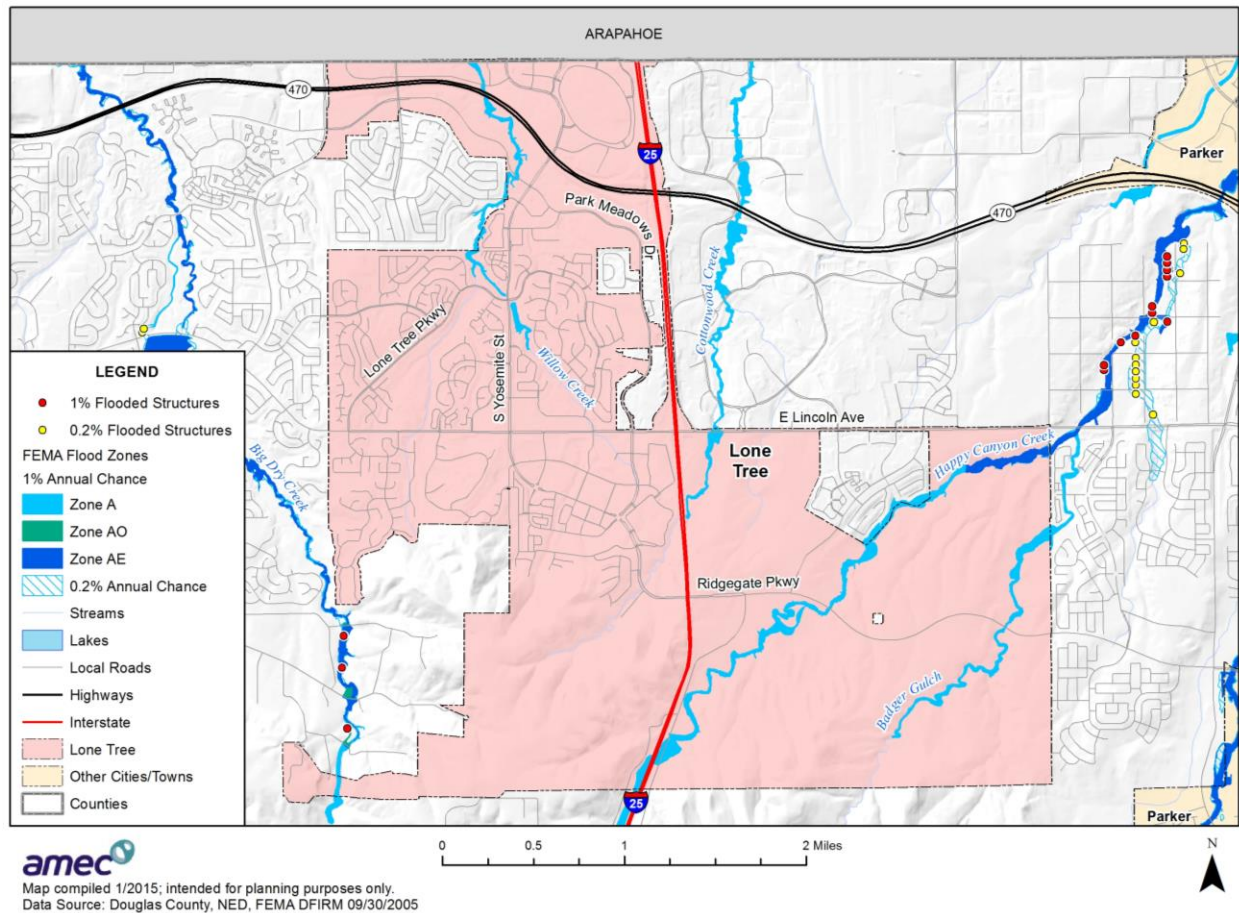 ARAPAHOE
470
25
Parker
Park Meadows Dr
470
Cottonwood Creek
Lone Tree Pkwy
S Yosemite St
Willow Creek
E Lincoln Ave
Lone
Tree
Happy Canyon Creek
Big Dry Creek
Ridgegate Pkwy
Badger Gulch
25
Parker
LEGEND
1% Flooded Structures
0.2% Flooded Structures
FEMA Flood Zones
1% Annual Chance
Zone A
Zone AO
Zone AE
0.2% Annual Chance
Streams
Lakes
Local Roads
Highways
Interstate
Lone Tree
Other Cities/Towns
Counties
amec
0 0.5 1 2 Miles
N
Map compiled 1/2015; intended for planning purposes only.
Data Source: Douglas County, NED, FEMA DFIRM 09/30/2005